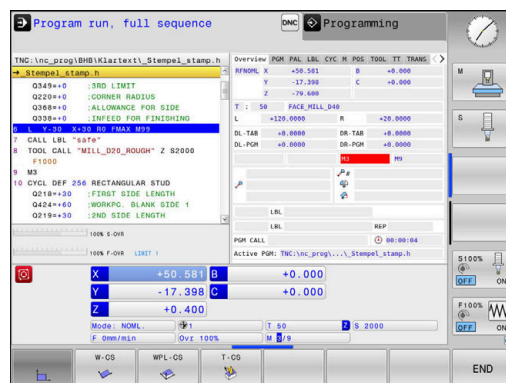 Program run, full sequence
DNC
Programming
TNC:\nc_prog\BHB\Klartext\_Stempel_stamp.h
→_Stempel_stamp.h
Q349=+0 ;3RD LIMIT
Q220=+0 ;CORNER RADIUS
Q368=+0 ;ALLOWANCE FOR SIDE
Q338=+0 ;INFEED FOR FINISHING
6 L Y-30 X+30 R0 FMAX M99
7 CALL LBL "safe"
8 TOOL CALL "MILL_D20_ROUGH" Z S2000
F1000
9 M3
10 CYCL DEF 256 RECTANGULAR STUD
Q218=+30 ;FIRST SIDE LENGTH
Q424=+60 ;WORKPC. BLANK SIDE 1
Q219=+30 ;2ND SIDE LENGTH
100% S-OVR
100% F-OVR LIMIT 1
Overview PGM PAL LBL CYC M POS TOOL TT TRANS
RFNOML X +50.581 B +0.000
Y -17.398 C +0.000
Z -79.600
T : 50 FACE_MILL_D40
L +120.0000 R +20.0000
DL-TAB +0.0000 DR-TAB +0.0000
DL-PGM +0.0000 DR-PGM +0.0000
M3 M9
LBL
LBL REP
PGM CALL 00:00:04
Active PGM: TNC:\nc_prog\...\_Stempel_stamp.h
X +50.581 B +0.000
Y -17.398 C +0.000
Z +0.400
Mode: NOML. 1 T 50 Z S 2000
F 0mm/min Ovr 100% M 3/9
M
S
S100%
OFF ON
F100%
OFF ON
W-CS WPL-CS T-CS
END